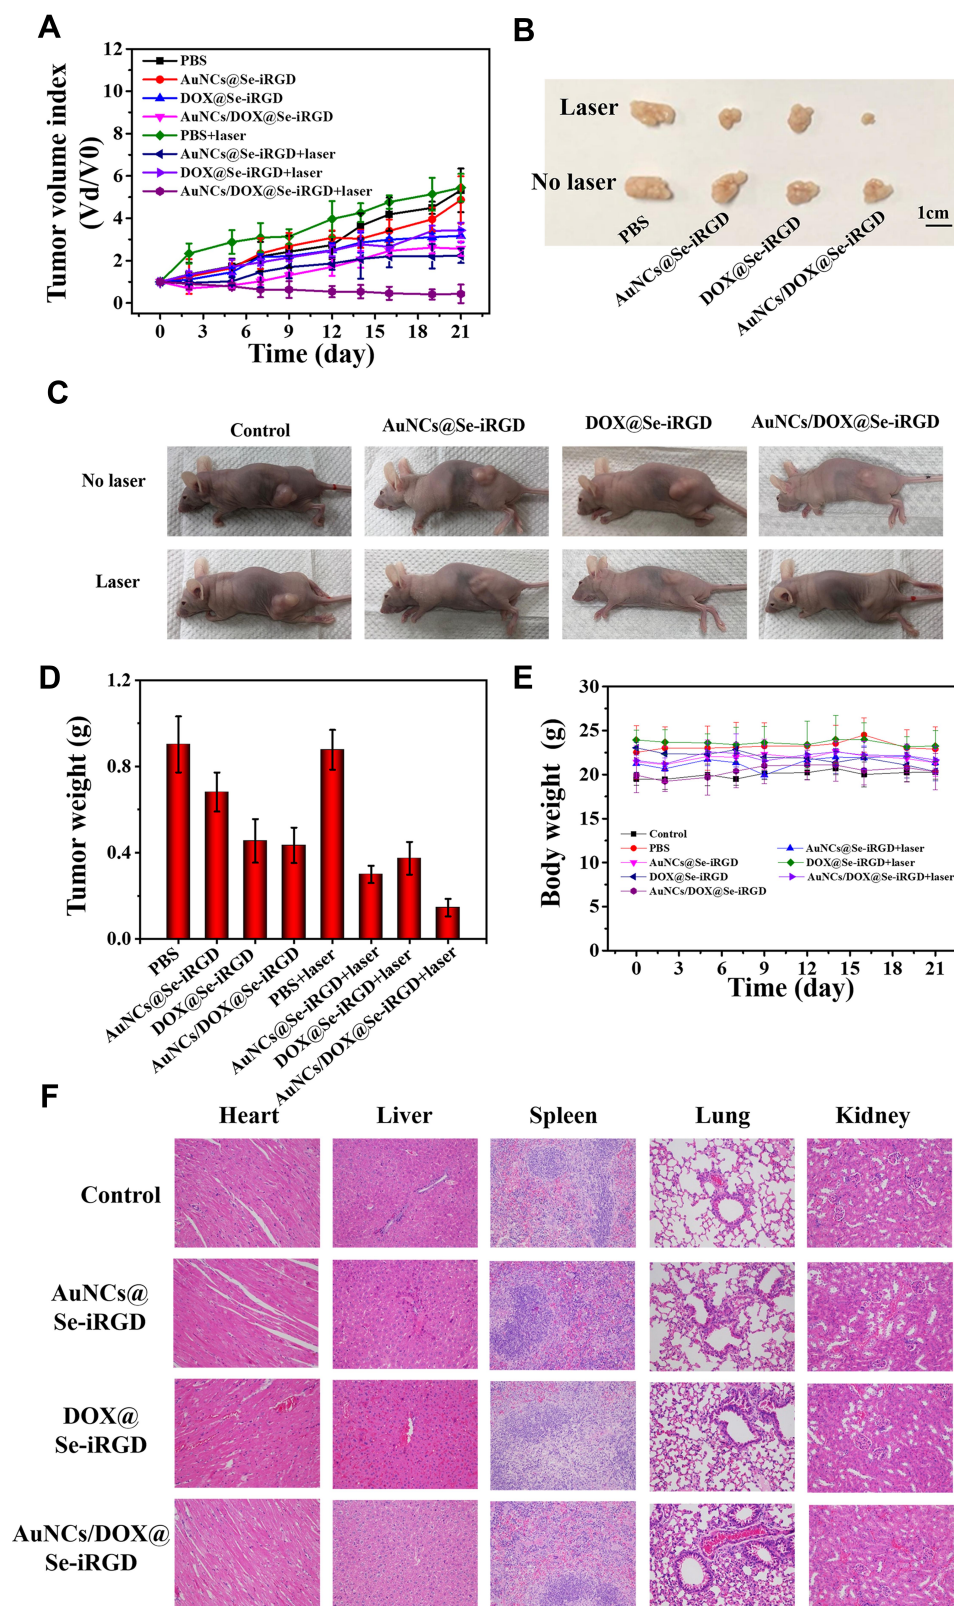 A
Tumor volume index
(Vd/V0)
12
10
8
6
4
2
0
PBS
AuNCs@Se-iRGD
DOX@Se-iRGD
AuNCs/DOX@Se-iRGD
PBS+laser
AuNCs@Se-iRGD+laser
DOX@Se-iRGD+laser
AuNCs/DOX@Se-iRGD+laser
0 3 6 9 12 15 18 21
Time (day)
B
Laser
No laser
1cm
PBS
AuNCs@Se-iRGD
DOX@Se-iRGD
AuNCs/DOX@Se-iRGD
C
Control AuNCs@Se-iRGD DOX@Se-iRGD AuNCs/DOX@Se-iRGD
No laser
Laser
D
Tumor weight (g)
1.2
0.8
0.4
0.0
PBS
AuNCs@Se-iRGD
DOX@Se-iRGD
AuNCs/DOX@Se-iRGD
PBS+laser
AuNCs@Se-iRGD+laser
DOX@Se-iRGD+laser
AuNCs/DOX@Se-iRGD+laser
E
Body weight (g)
30
25
20
15
10
5
0
Control
PBS
AuNCs@Se-iRGD
DOX@Se-iRGD
AuNCs/DOX@Se-iRGD
AuNCs@Se-iRGD+laser
DOX@Se-iRGD+laser
AuNCs/DOX@Se-iRGD+laser
0 3 6 9 12 15 18 21
Time (day)
F
Heart Liver Spleen Lung Kidney
Control
AuNCs@
Se-iRGD
DOX@
Se-iRGD
AuNCs/DOX@
Se-iRGD